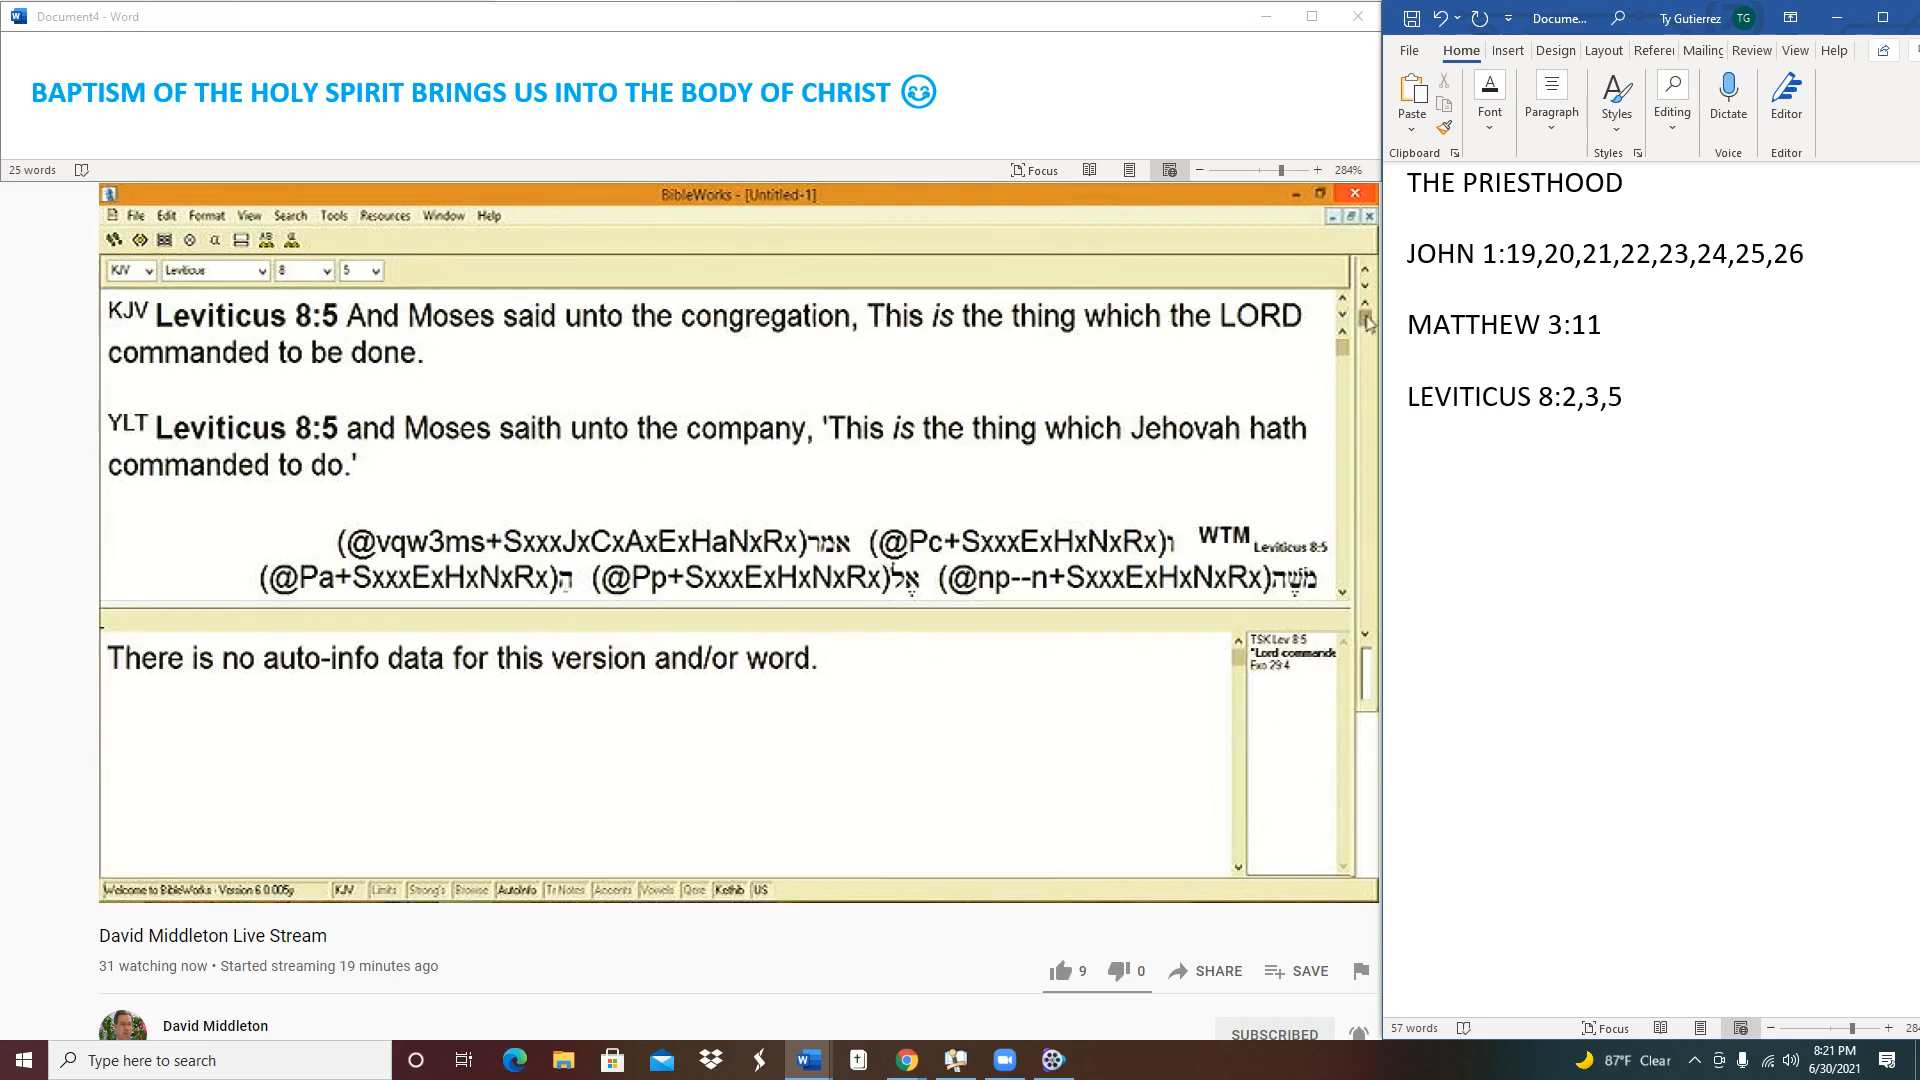 Document4 - Word
BAPTISM OF THE HOLY SPIRIT BRINGS US INTO THE BODY OF CHRIST 😊
25 words
Focus
284%
BibleWorks - [Untitled-1]
File Edit Format View Search Tools Resources Window Help
KJV Leviticus 8 5
KJV Leviticus 8:5 And Moses said unto the congregation, This is the thing which the LORD
commanded to be done.
YLT Leviticus 8:5 and Moses saith unto the company, 'This is the thing which Jehovah hath
commanded to do.'
WTM Leviticus 8:5 ו(@Pc+SxxxExHxNxRx) אמר(@vqw3ms+SxxxJxCxAxExHaNxRx)
מֹשֶׁה(@np--n+SxxxExHxNxRx) אֶל(@Pp+SxxxExHxNxRx) הָ(@Pa+SxxxExHxNxRx)
There is no auto-info data for this version and/or word.
TSK Lev 8:5
"Lord commande
Exo 29:4
Welcome to BibleWorks - Version 6.0.005y KJV Limits Strong's Browse AutoInfo Tr Notes Accents Vowels Qere Kethib US
David Middleton Live Stream
31 watching now • Started streaming 19 minutes ago
9 0 SHARE SAVE
David Middleton
SUBSCRIBED
Docume... Ty Gutierrez TG
File Home Insert Design Layout Referer Mailinc Review View Help
Paste Font Paragraph Styles Editing Dictate Editor
Clipboard Styles Voice Editor
THE PRIESTHOOD
JOHN 1:19,20,21,22,23,24,25,26
MATTHEW 3:11
LEVITICUS 8:2,3,5
57 words
Focus
284
Type here to search
87°F Clear
8:21 PM
6/30/2021